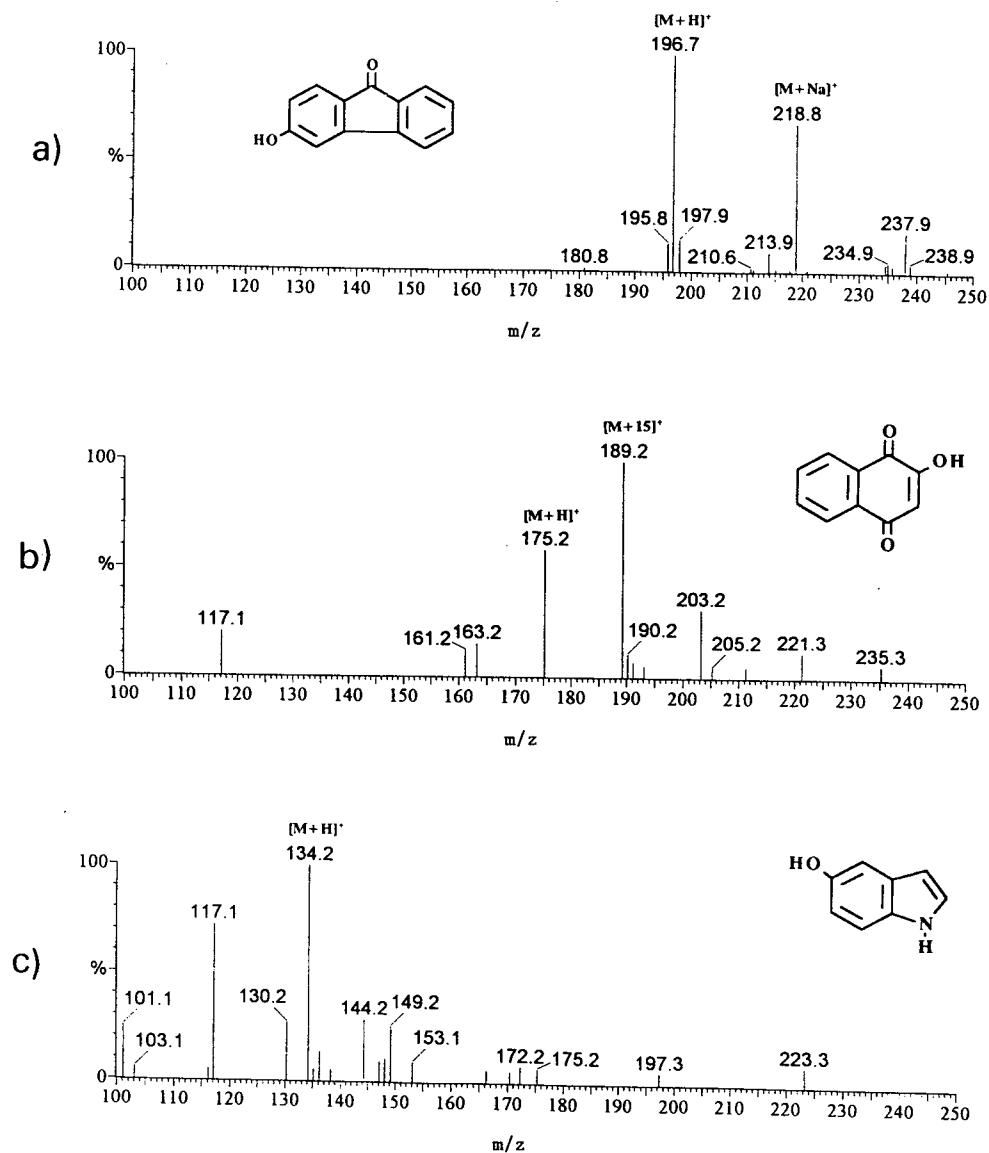 [M + H]⁺
196.7
100
O
[M + Na]⁺
218.8
HO
a)
%
195.8
197.9
237.9
180.8
210.6
213.9
234.9
238.9
0
100 110 120 130 140 150 160 170 180 190 200 210 220 230 240 250
m/z
[M + 15]⁺
189.2
100
O
OH
[M + H]⁺
175.2
O
b)
%
203.2
117.1
161.2
163.2
190.2
205.2
221.3
235.3
0
100 110 120 130 140 150 160 170 180 190 200 210 220 230 240 250
m/z
[M + H]⁺
134.2
100
HO
117.1
N
H
c)
%
101.1
130.2
144.2
149.2
103.1
153.1
172.2
175.2
197.3
223.3
0
100 110 120 130 140 150 160 170 180 190 200 210 220 230 240 250
m/z